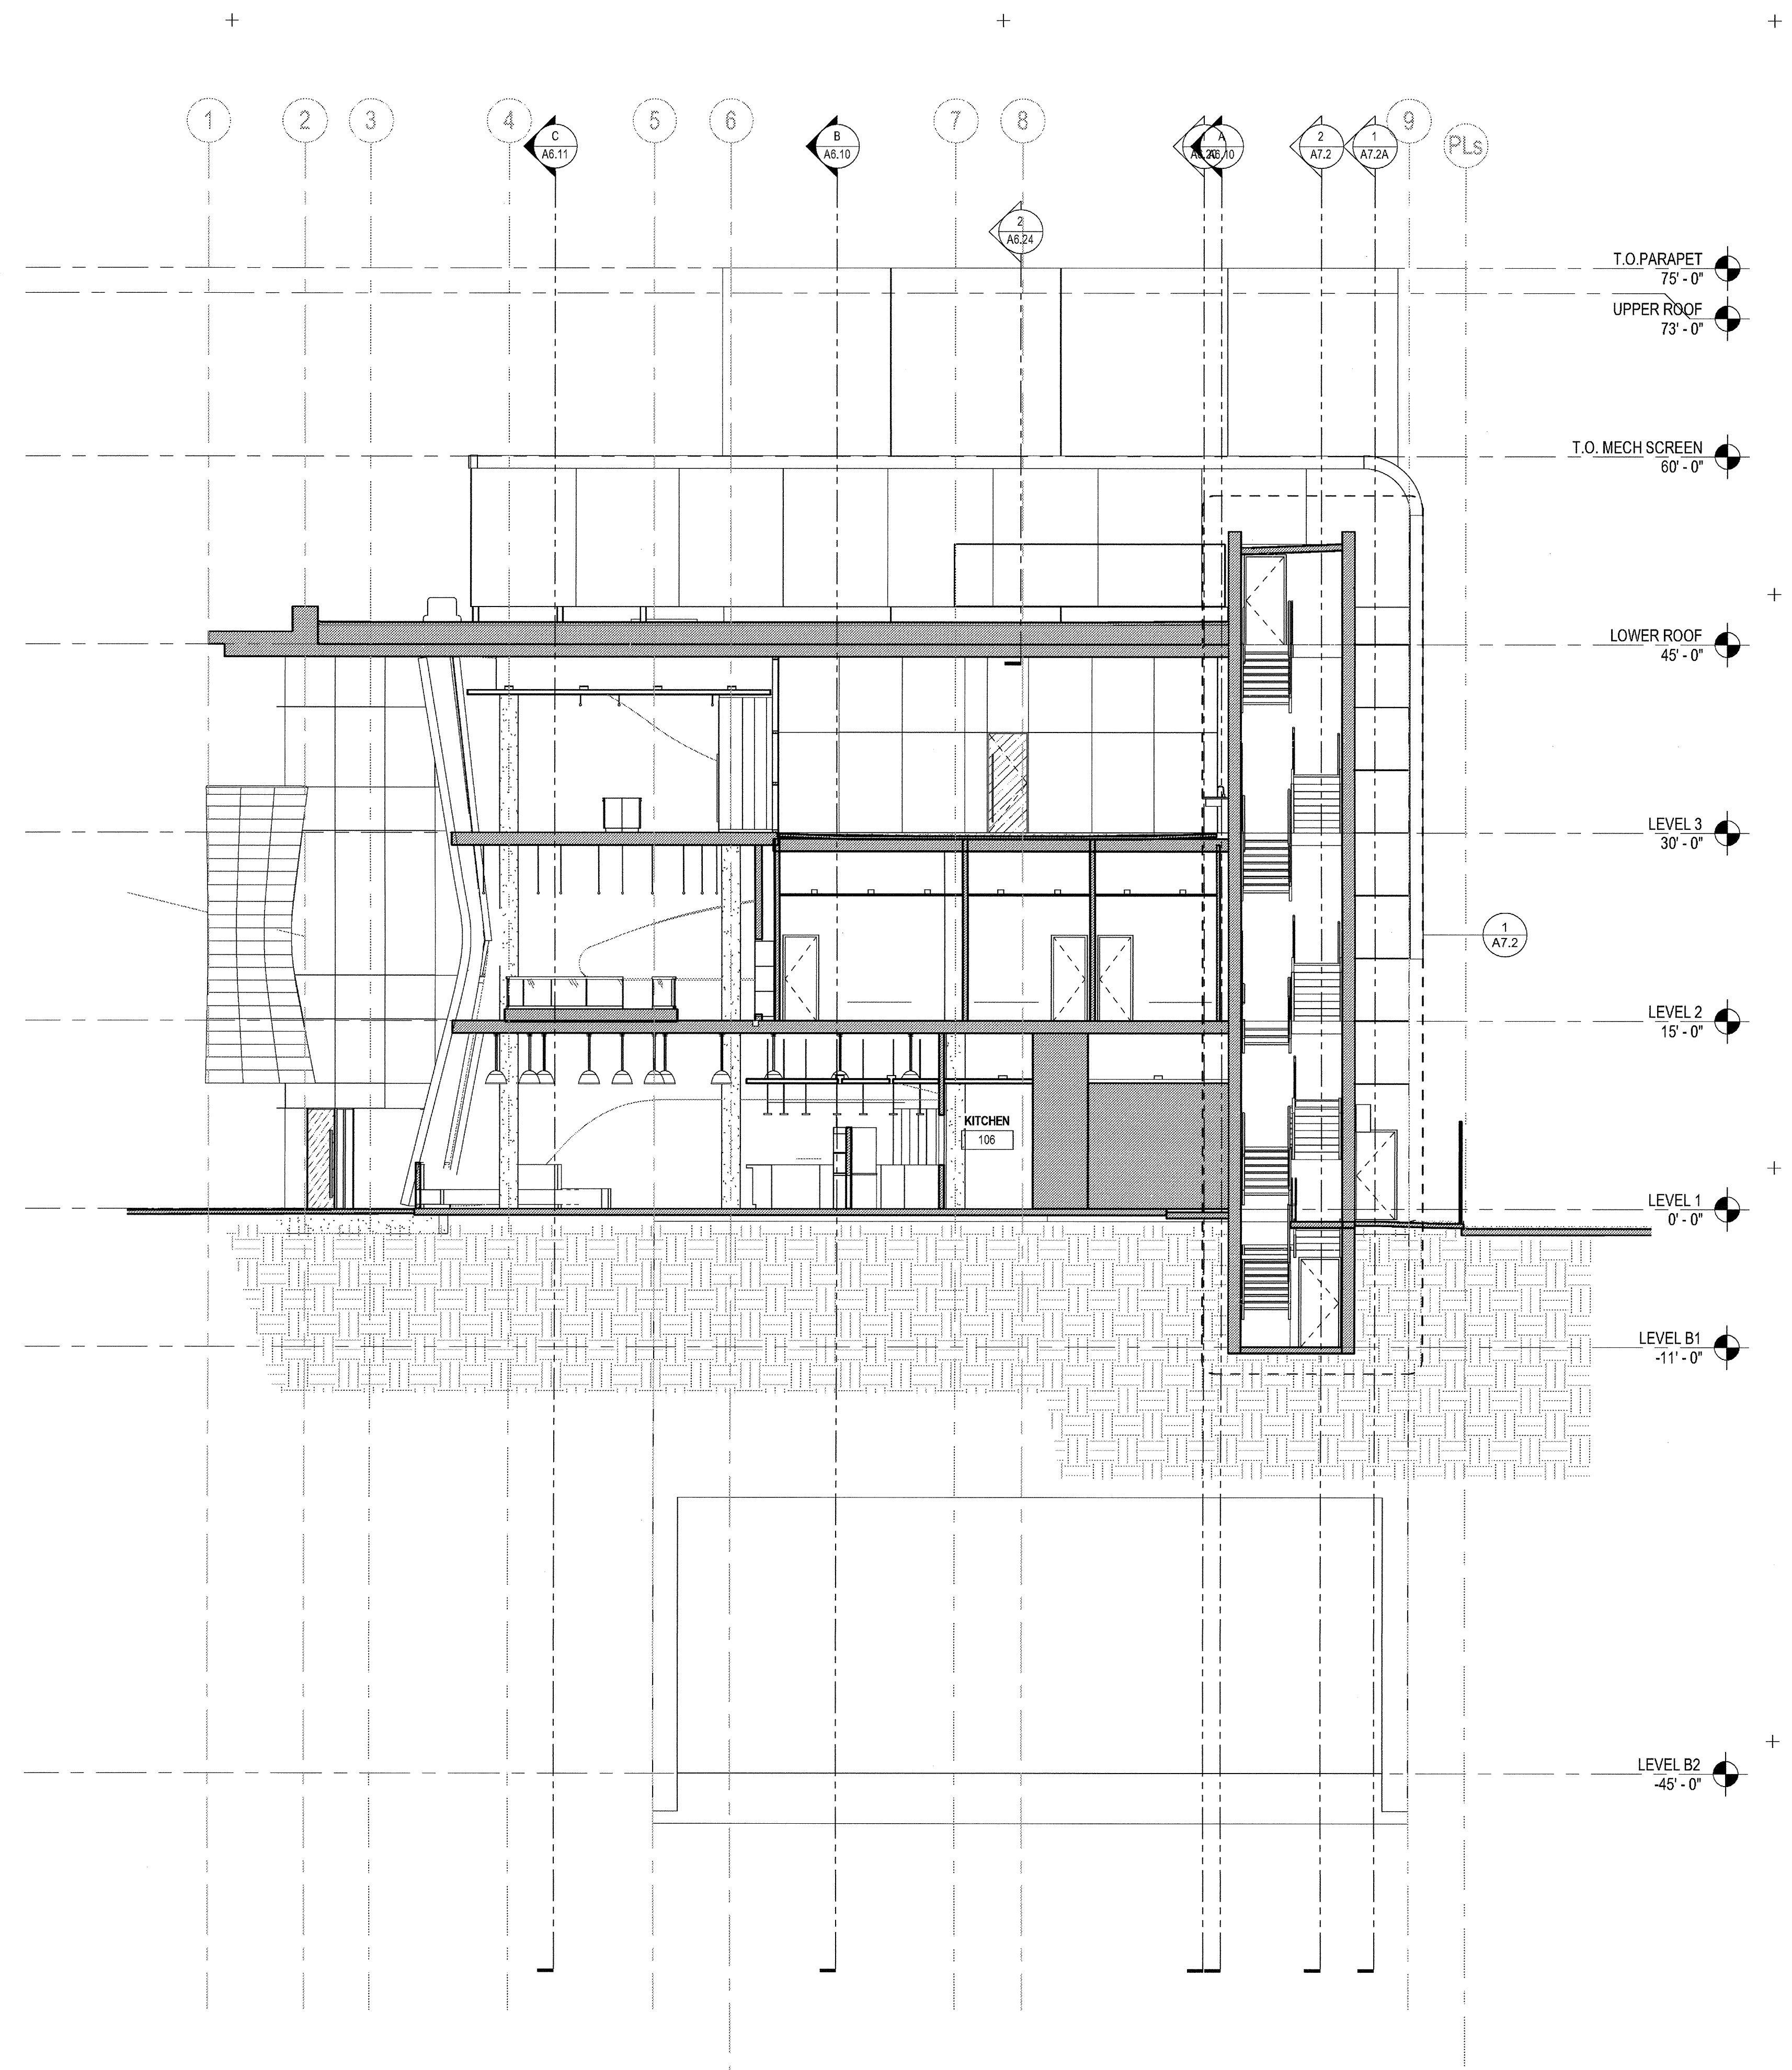 1 2 3 4 5 6 7 8 9 PLs
C
A6.11
B
A6.10
A
A6.10
2
A7.2
1
A7.2A
2
A6.24
T.O.PARAPET
75' - 0"
UPPER ROOF
73' - 0"
T.O. MECH SCREEN
60' - 0"
LOWER ROOF
45' - 0"
LEVEL 3
30' - 0"
1
A7.2
LEVEL 2
15' - 0"
KITCHEN
106
LEVEL 1
0' - 0"
LEVEL B1
-11' - 0"
LEVEL B2
-45' - 0"